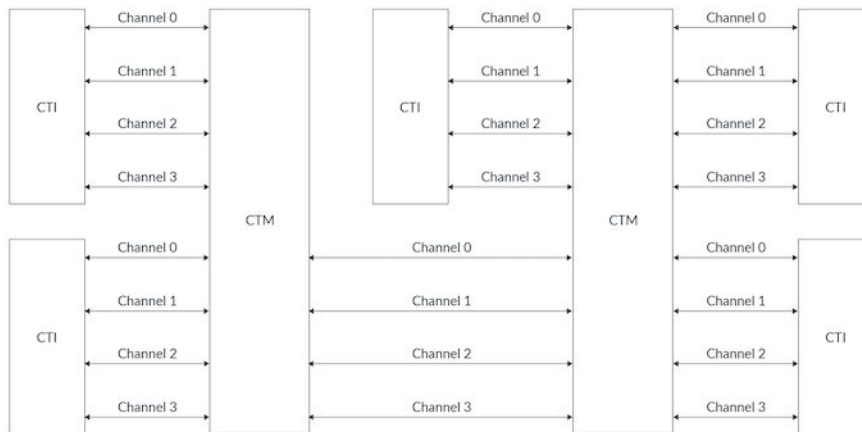 Channel 0 Channel 0 Channel 0
Channel 1 Channel 1 Channel 1
CTI CTI CTI
Channel 2 Channel 2 Channel 2
Channel 3 Channel 3 Channel 3
CTM CTM
Channel 0 Channel 0 Channel 0
Channel 1 Channel 1 Channel 1
CTI CTI
Channel 2 Channel 2 Channel 2
Channel 3 Channel 3 Channel 3